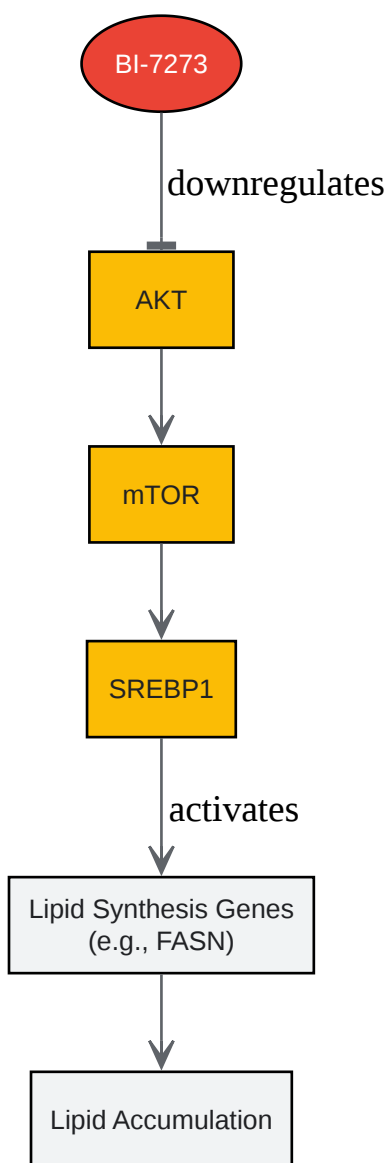 BI-7273
downregulates
AKT
mTOR
SREBP1
activates
Lipid Synthesis Genes
(e.g., FASN)
Lipid Accumulation